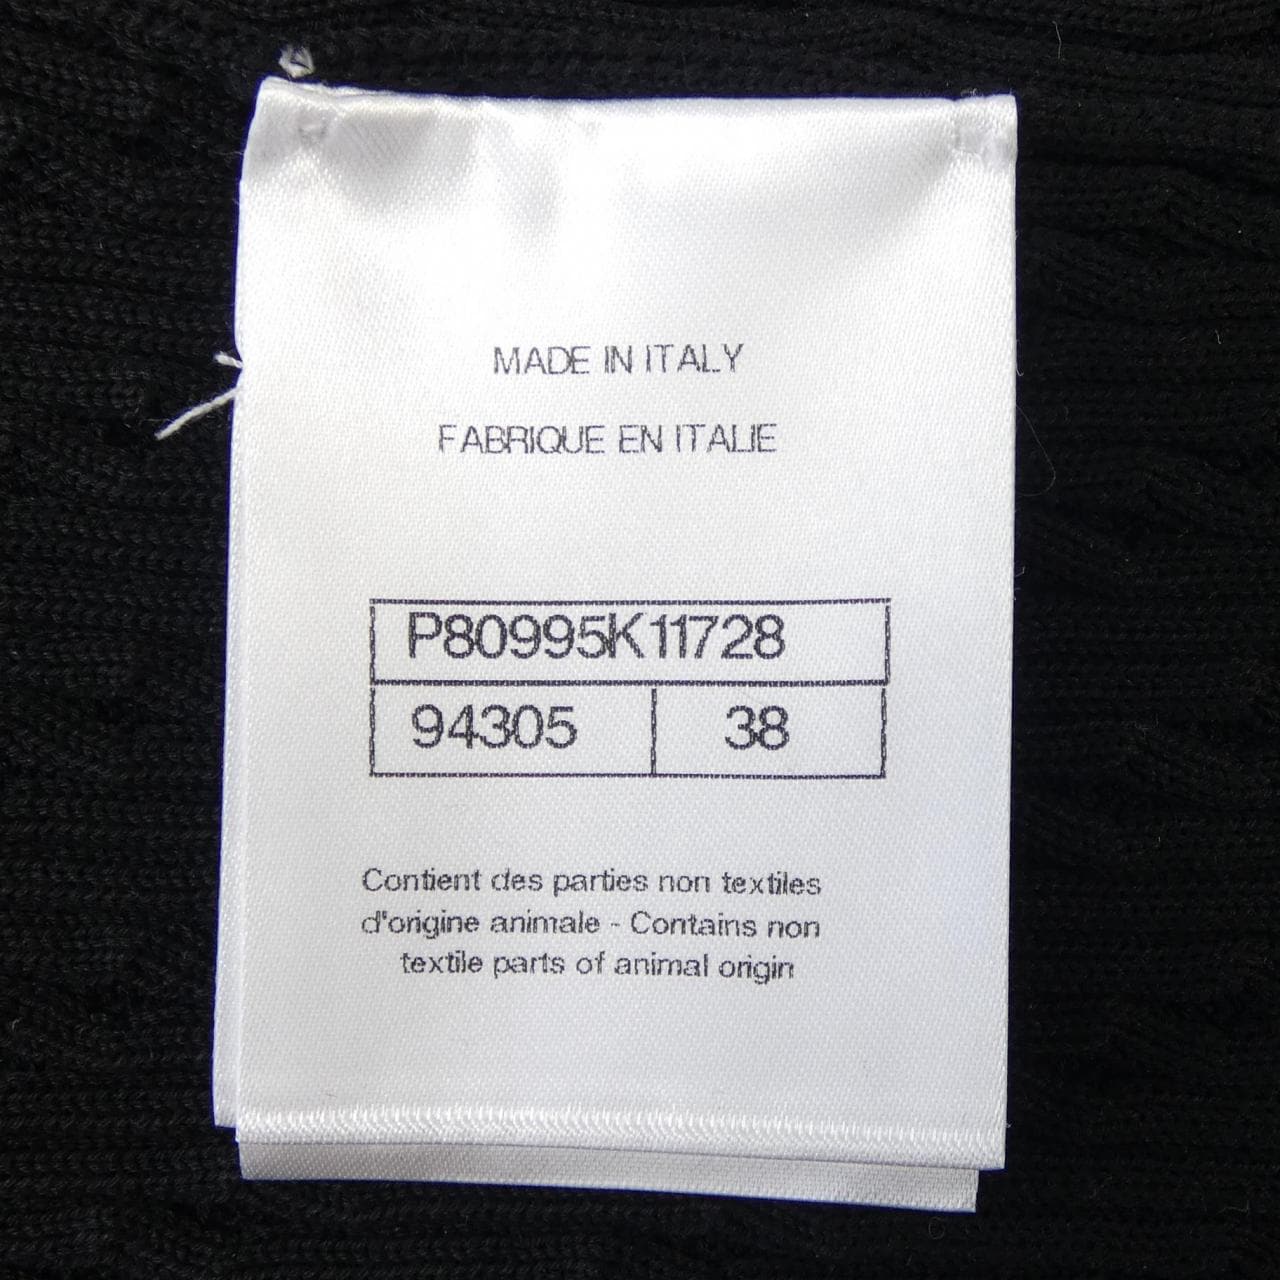 MADE IN ITALY
FABRIQUE EN ITALIE
P80995K11728
94305 38
Contient des parties non textiles
d'origine animale - Contains non
textile parts of animal origin